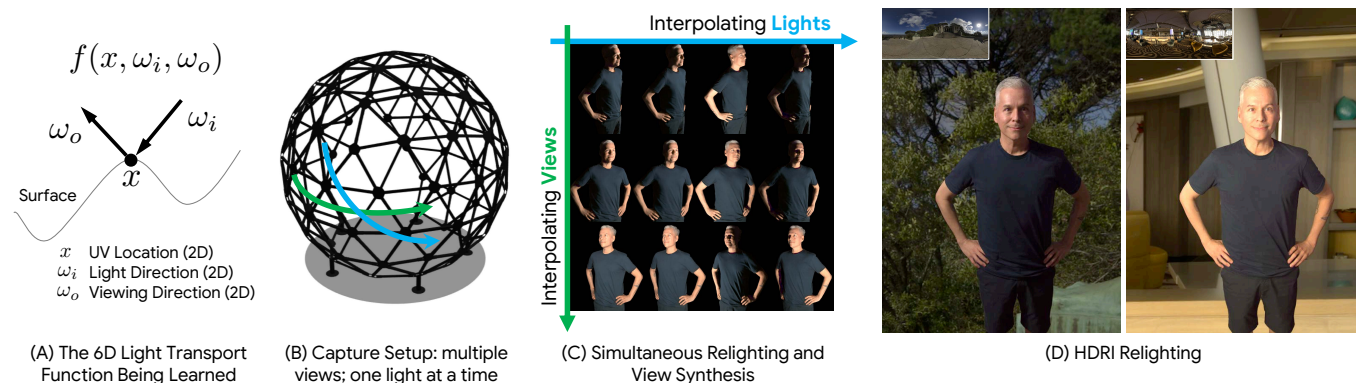 f(x, ωᵢ, ωₒ)
ωₒ
ωᵢ
x
Surface
x UV Location (2D)
ωᵢ Light Direction (2D)
ωₒ Viewing Direction (2D)
(A) The 6D Light Transport
Function Being Learned
(B) Capture Setup: multiple
views; one light at a time
Interpolating Lights
Interpolating Views
(C) Simultaneous Relighting and
View Synthesis
(D) HDRI Relighting